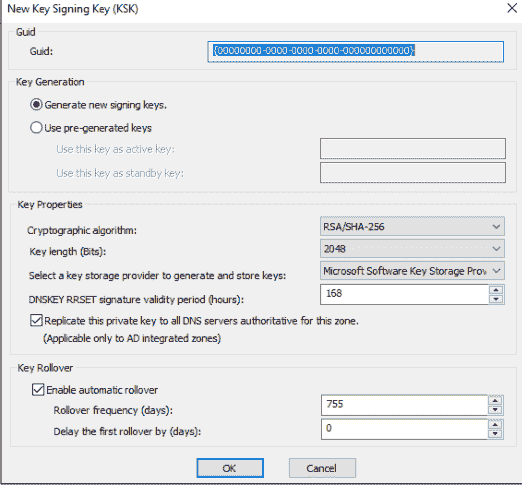 New Key Signing Key (KSK)
Guid
Guid: {00000000-0000-0000-0000-000000000000}
Key Generation
Generate new signing keys.
Use pre-generated keys
Use this key as active key:
Use this key as standby key:
Key Properties
Cryptographic algorithm: RSA/SHA-256
Key length (Bits): 2048
Select a key storage provider to generate and store keys: Microsoft Software Key Storage Prov
DNSKEY RRSET signature validity period (hours): 168
Replicate this private key to all DNS servers authoritative for this zone.
(Applicable only to AD integrated zones)
Key Rollover
Enable automatic rollover
Rollover frequency (days): 755
Delay the first rollover by (days): 0
OK Cancel